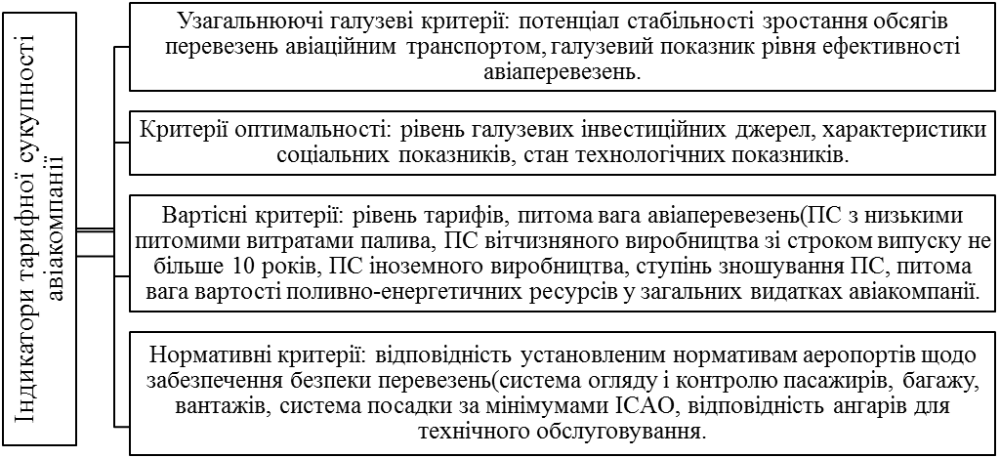 Індикатори тарифної сукупності
авіакомпанії
Узагальнюючі галузеві критерії: потенціал стабільності зростання обсягів
перевезень авіаційним транспортом, галузевий показник рівня ефективності
авіаперевезень.
Критерії оптимальності: рівень галузевих інвестиційних джерел, характеристики
соціальних показників, стан технологічних показників.
Вартісні критерії: рівень тарифів, питома вага авіаперевезень(ПС з низькими
питомими витратами палива, ПС вітчизняного виробництва зі строком випуску не
більше 10 років, ПС іноземного виробництва, ступінь зношування ПС, питома
вага вартості поливно-енергетичних ресурсів у загальних видатках авіакомпанії.
Нормативні критерії: відповідність установленим нормативам аеропортів щодо
забезпечення безпеки перевезень(система огляду і контролю пасажирів, багажу,
вантажів, система посадки за мінімумами ІСАО, відповідність ангарів для
технічного обслуговування.